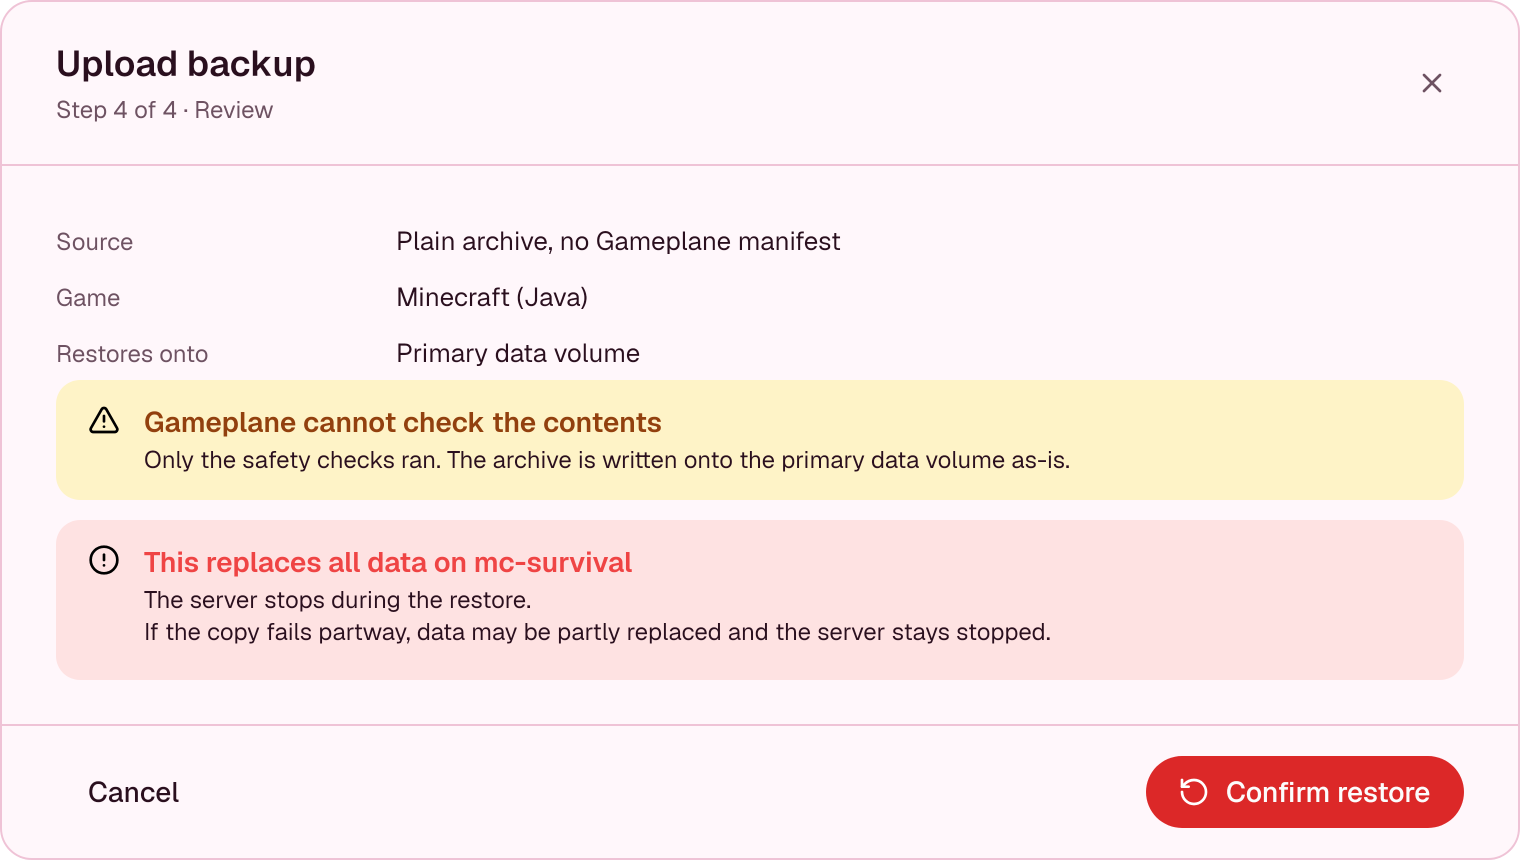 Upload backup
Step 4 of 4 · Review
Source Plain archive, no Gameplane manifest
Game Minecraft (Java)
Restores onto Primary data volume
Gameplane cannot check the contents
Only the safety checks ran. The archive is written onto the primary data volume as-is.
This replaces all data on mc-survival
The server stops during the restore.
If the copy fails partway, data may be partly replaced and the server stays stopped.
Cancel Confirm restore